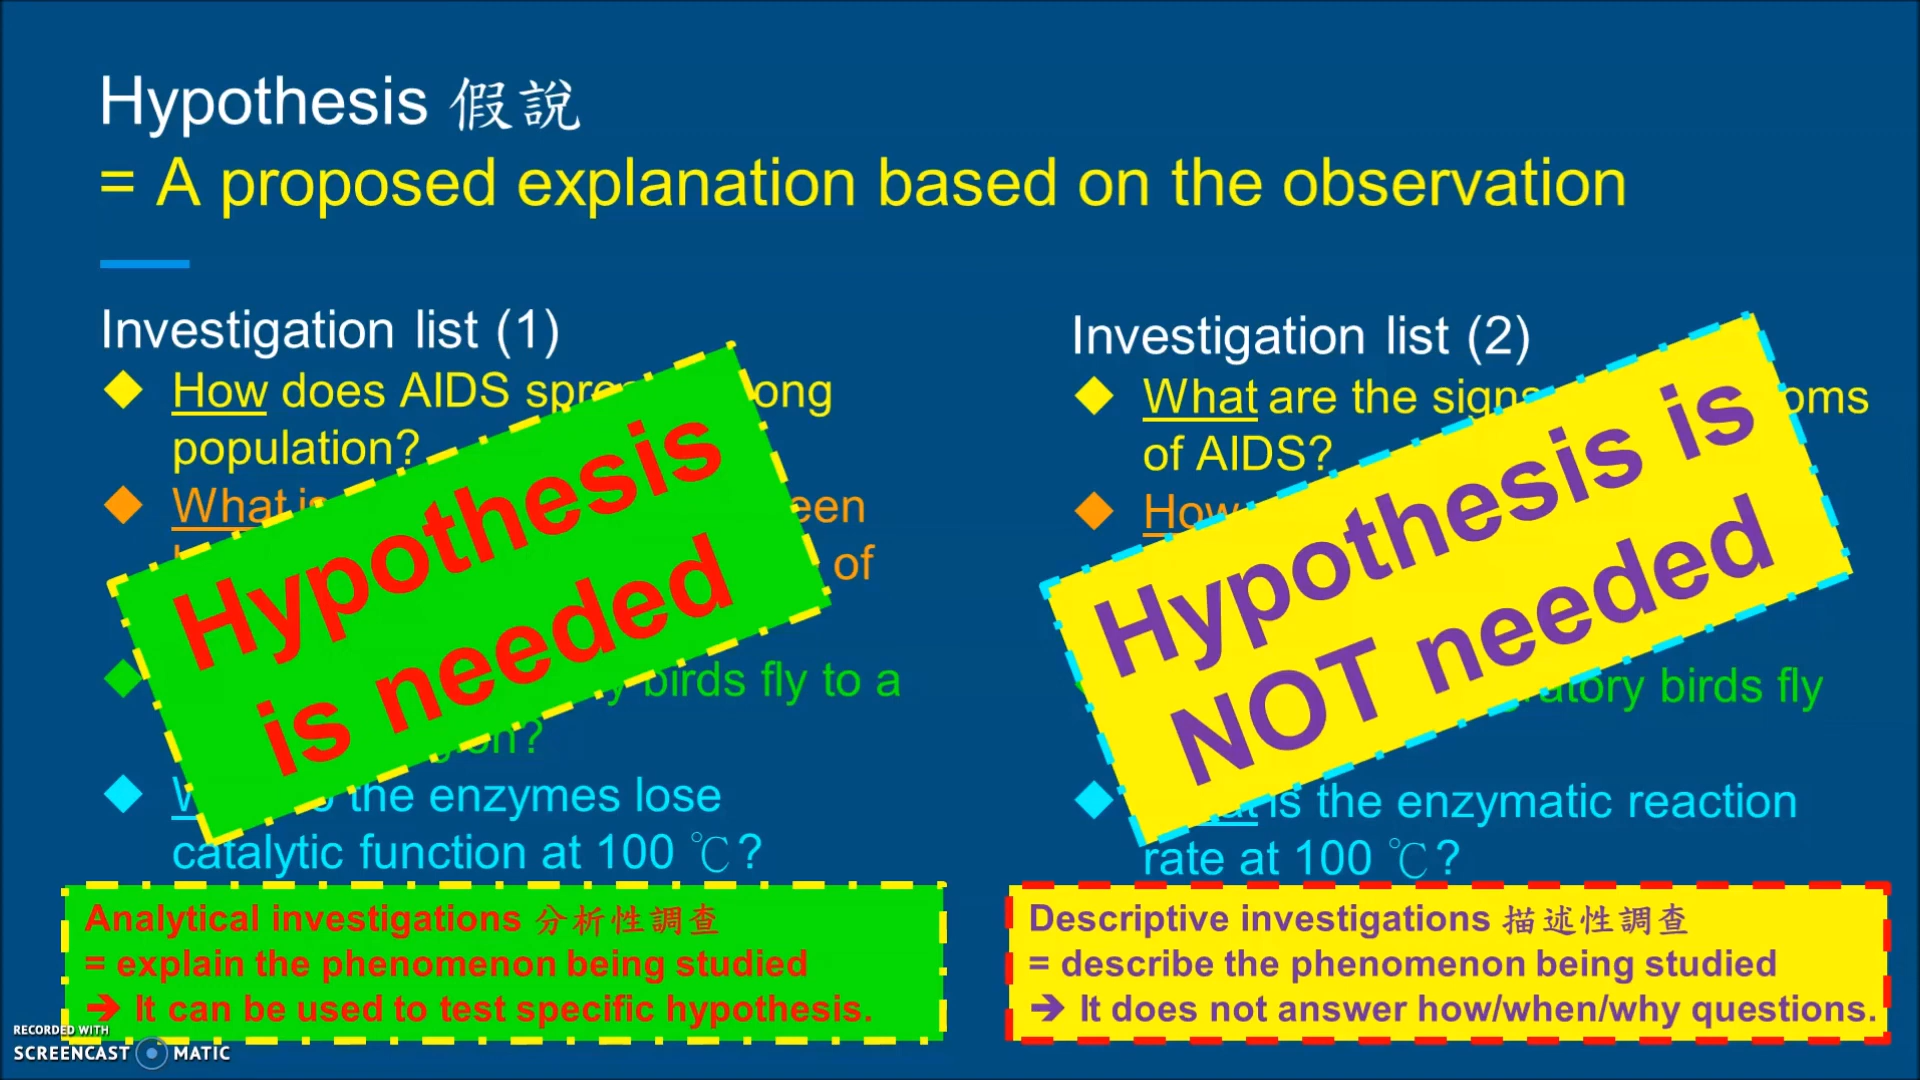 Hypothesis 假說
= A proposed explanation based on the observation
Investigation list (1)
How does AIDS
population?
What
of
birds fly to a
the enzymes lose
catalytic function at 100 ℃?
Hypothesis
is needed
Analytical investigations 分析性調查
= explain the phenomenon being studied
➔ It can be used to test specific hypothesis.
Investigation list (2)
What are the signs
of AIDS?
How
birds fly
is the enzymatic reaction
rate at 100 ℃?
Hypothesis is
NOT needed
Descriptive investigations 描述性調查
= describe the phenomenon being studied
➔ It does not answer how/when/why questions.
RECORDED WITH
SCREENCAST MATIC